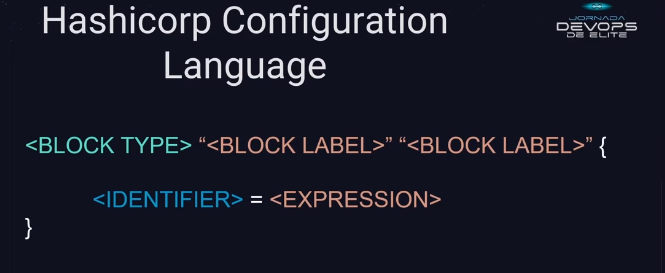 Hashicorp Configuration
Language
JORNADA
DEVOPS
DE ELITE
<BLOCK TYPE> “<BLOCK LABEL>” “<BLOCK LABEL>” {
<IDENTIFIER> = <EXPRESSION>
}